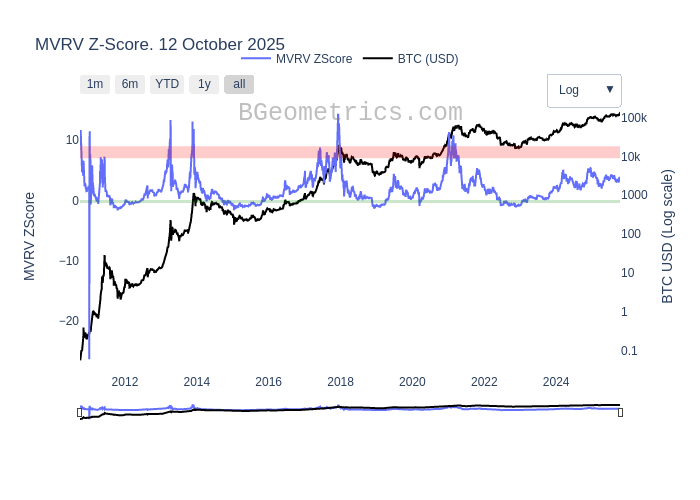 MVRV Z-Score. 12 October 2025
MVRV ZScore
BTC (USD)
1m
6m
YTD
1y
all
Log
▼
BGeometrics.com
10
0
−10
−20
MVRV ZScore
100k
10k
1000
100
10
1
0.1
BTC USD (Log scale)
2012
2014
2016
2018
2020
2022
2024